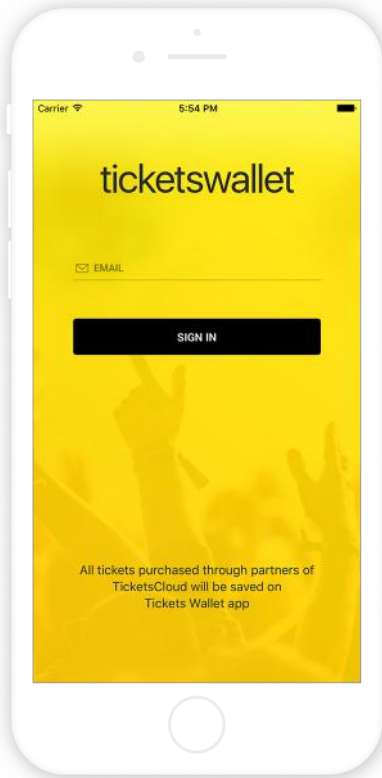 Carrier 5:54 PM
ticketswallet
EMAIL
SIGN IN
All tickets purchased through partners of
TicketsCloud will be saved on
Tickets Wallet app